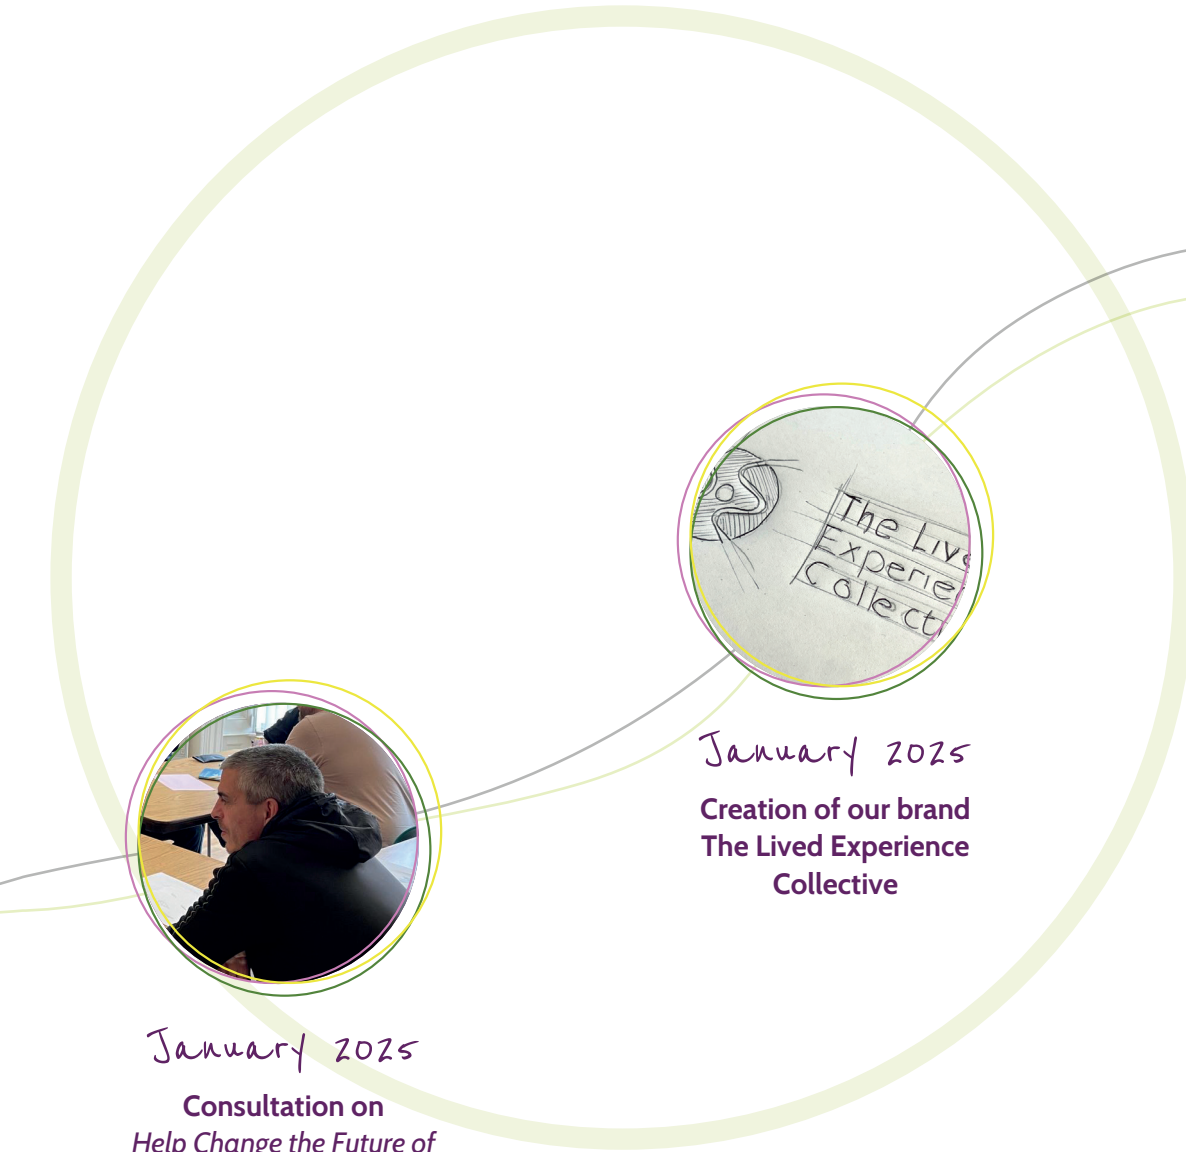 The Live
Experie
Collect
January 2025
Creation of our brand
The Lived Experience
Collective
January 2025
Consultation on
Help Change the Future of